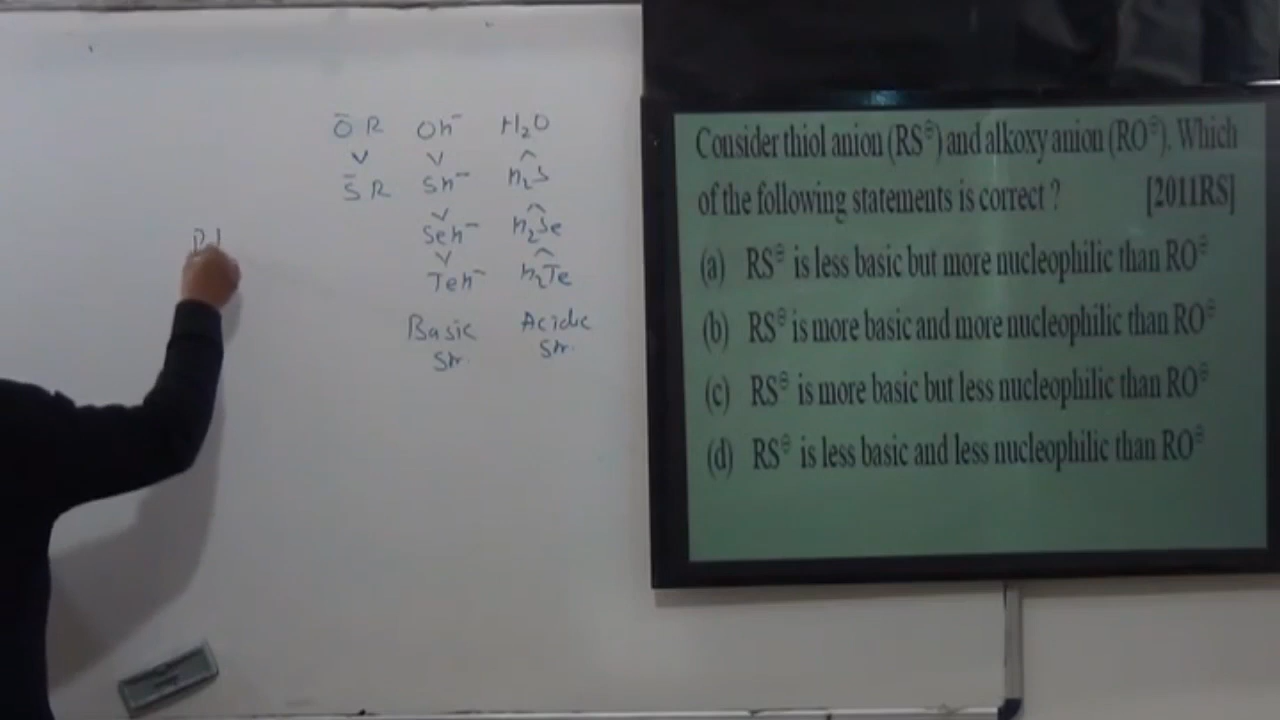 ŌR Oh⁻ H₂O
v v ^
S̄R Sh⁻ h₂S
v ^
Seh⁻ h₂Se
v ^
Teh⁻ h₂Te
Basic Acidic
Str. Str.
Consider thiol anion (RS⊖) and alkoxy anion (RO⊖). Which
of the following statements is correct ? [2011RS]
(a) RS⊖ is less basic but more nucleophilic than RO⊖
(b) RS⊖ is more basic and more nucleophilic than RO⊖
(c) RS⊖ is more basic but less nucleophilic than RO⊖
(d) RS⊖ is less basic and less nucleophilic than RO⊖